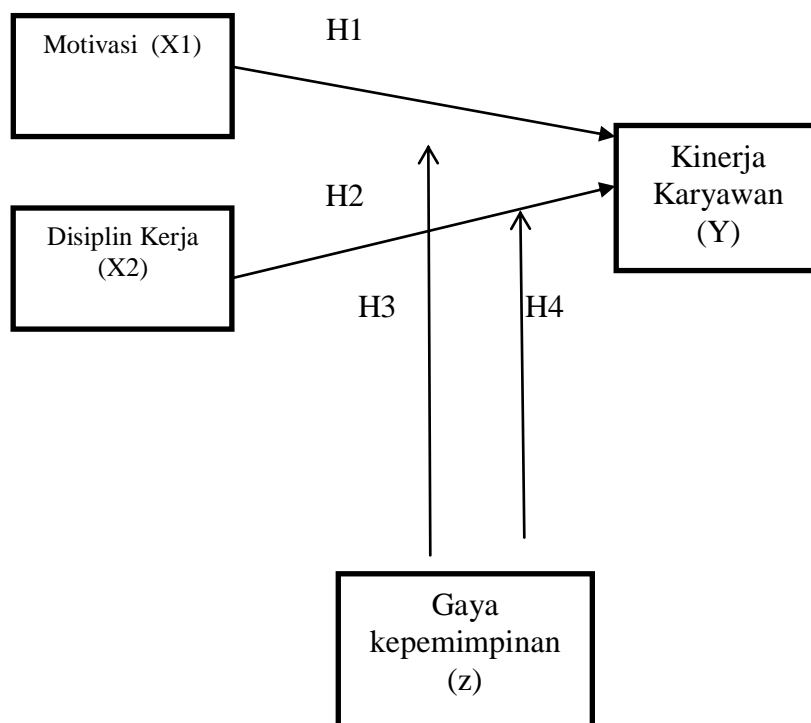 Motivasi (X1)
H1
Kinerja
Karyawan
(Y)
H2
Disiplin Kerja
(X2)
H3
H4
Gaya
kepemimpinan
(z)